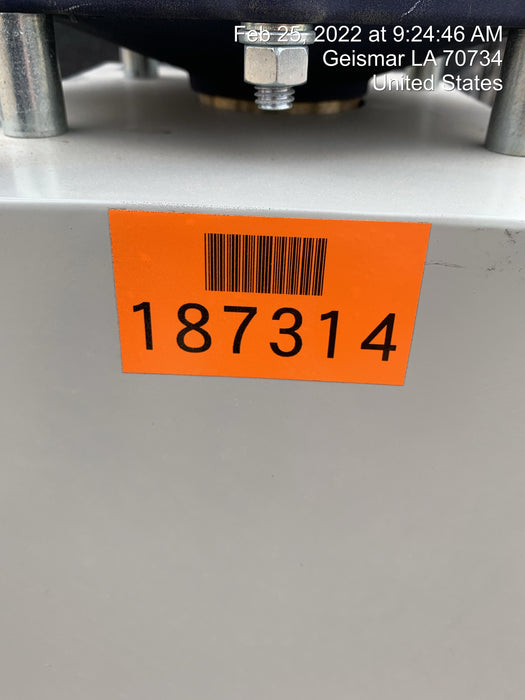 Feb 25, 2022 at 9:24:46 AM
Geismar LA 70734
United States
187314